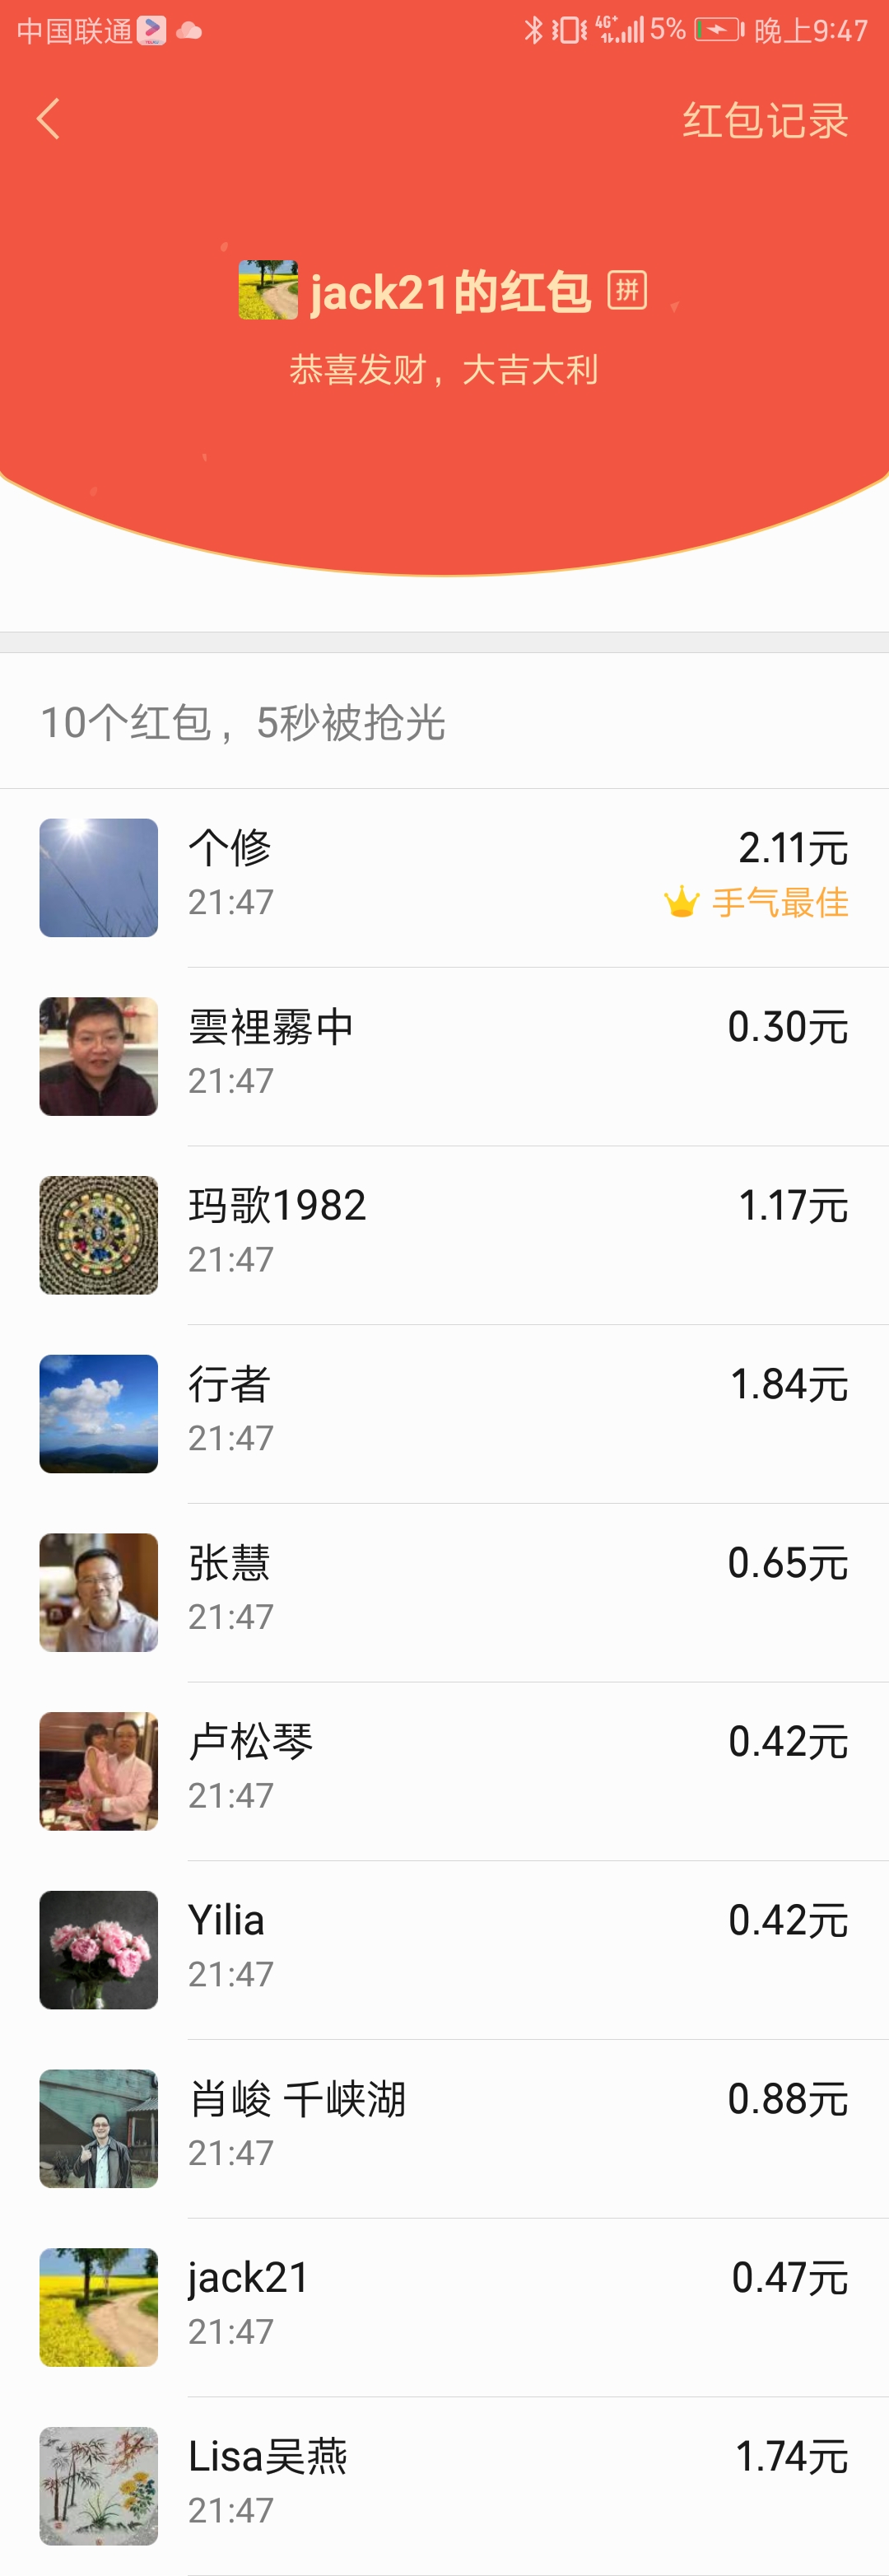 中国联通 4G+ 5% 晚上9:47
红包记录
jack21的红包 拼
恭喜发财，大吉大利
10个红包，5秒被抢光
个修 2.11元
21:47 手气最佳
雲裡霧中 0.30元
21:47
玛歌1982 1.17元
21:47
行者 1.84元
21:47
张慧 0.65元
21:47
卢松琴 0.42元
21:47
Yilia 0.42元
21:47
肖峻 千峡湖 0.88元
21:47
jack21 0.47元
21:47
Lisa吴燕 1.74元
21:47